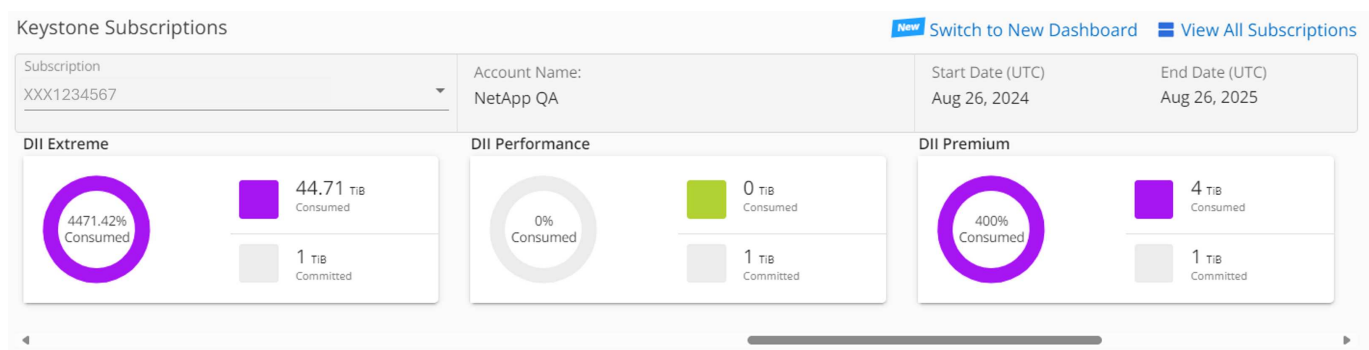 Keystone Subscriptions
New Switch to New Dashboard
View All Subscriptions
Subscription
XXX1234567
Account Name:
NetApp QA
Start Date (UTC)
Aug 26, 2024
End Date (UTC)
Aug 26, 2025
DII Extreme
4471.42%
Consumed
44.71 TiB
Consumed
1 TiB
Committed
DII Performance
0%
Consumed
0 TiB
Consumed
1 TiB
Committed
DII Premium
400%
Consumed
4 TiB
Consumed
1 TiB
Committed